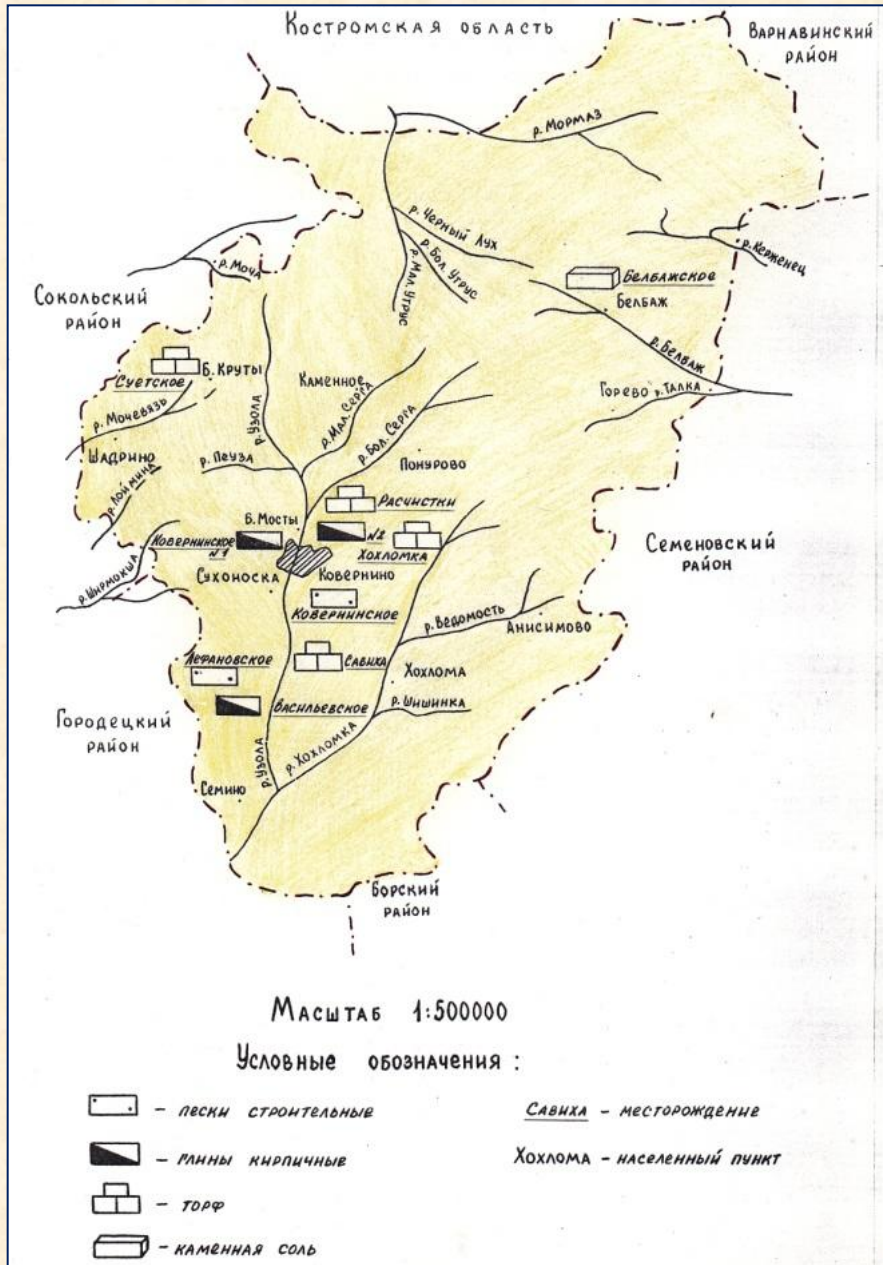 Костромская область
Варнавинский
район
р. Мормаз
р. Черный Лух
р. Бол. Утрус
р. Мал. Утрус
р. Керженец
р. Моча
Белбажское
Белбаж
Сокольский
район
р. Белбаж
Суетское
Б. Круты
Каменное
р. Мал. Серга
Горево
р. Талка
р. Мочевязь
р. Узола
р. Бол. Серга
Шадрино
р. Пеуза
Понурово
р. Лоймина
Расчистки
Б. Мосты
Ковернинское
№1
№2
Хохломка
Семеновский
район
р. Ширмокша
Сухоноска
Ковернино
Ковернинское
р. Ведомость
Анисимово
Лефановское
Савиха
Хохлома
Васильевское
р. Шишинка
Городецкий
район
р. Узола
р. Хохломка
Семино
Борский
район
Масштаб 1:500000
Условные обозначения :
- пески строительные
Савиха - месторождение
- глины кирпичные
Хохлома - населенный пункт
- торф
- каменная соль